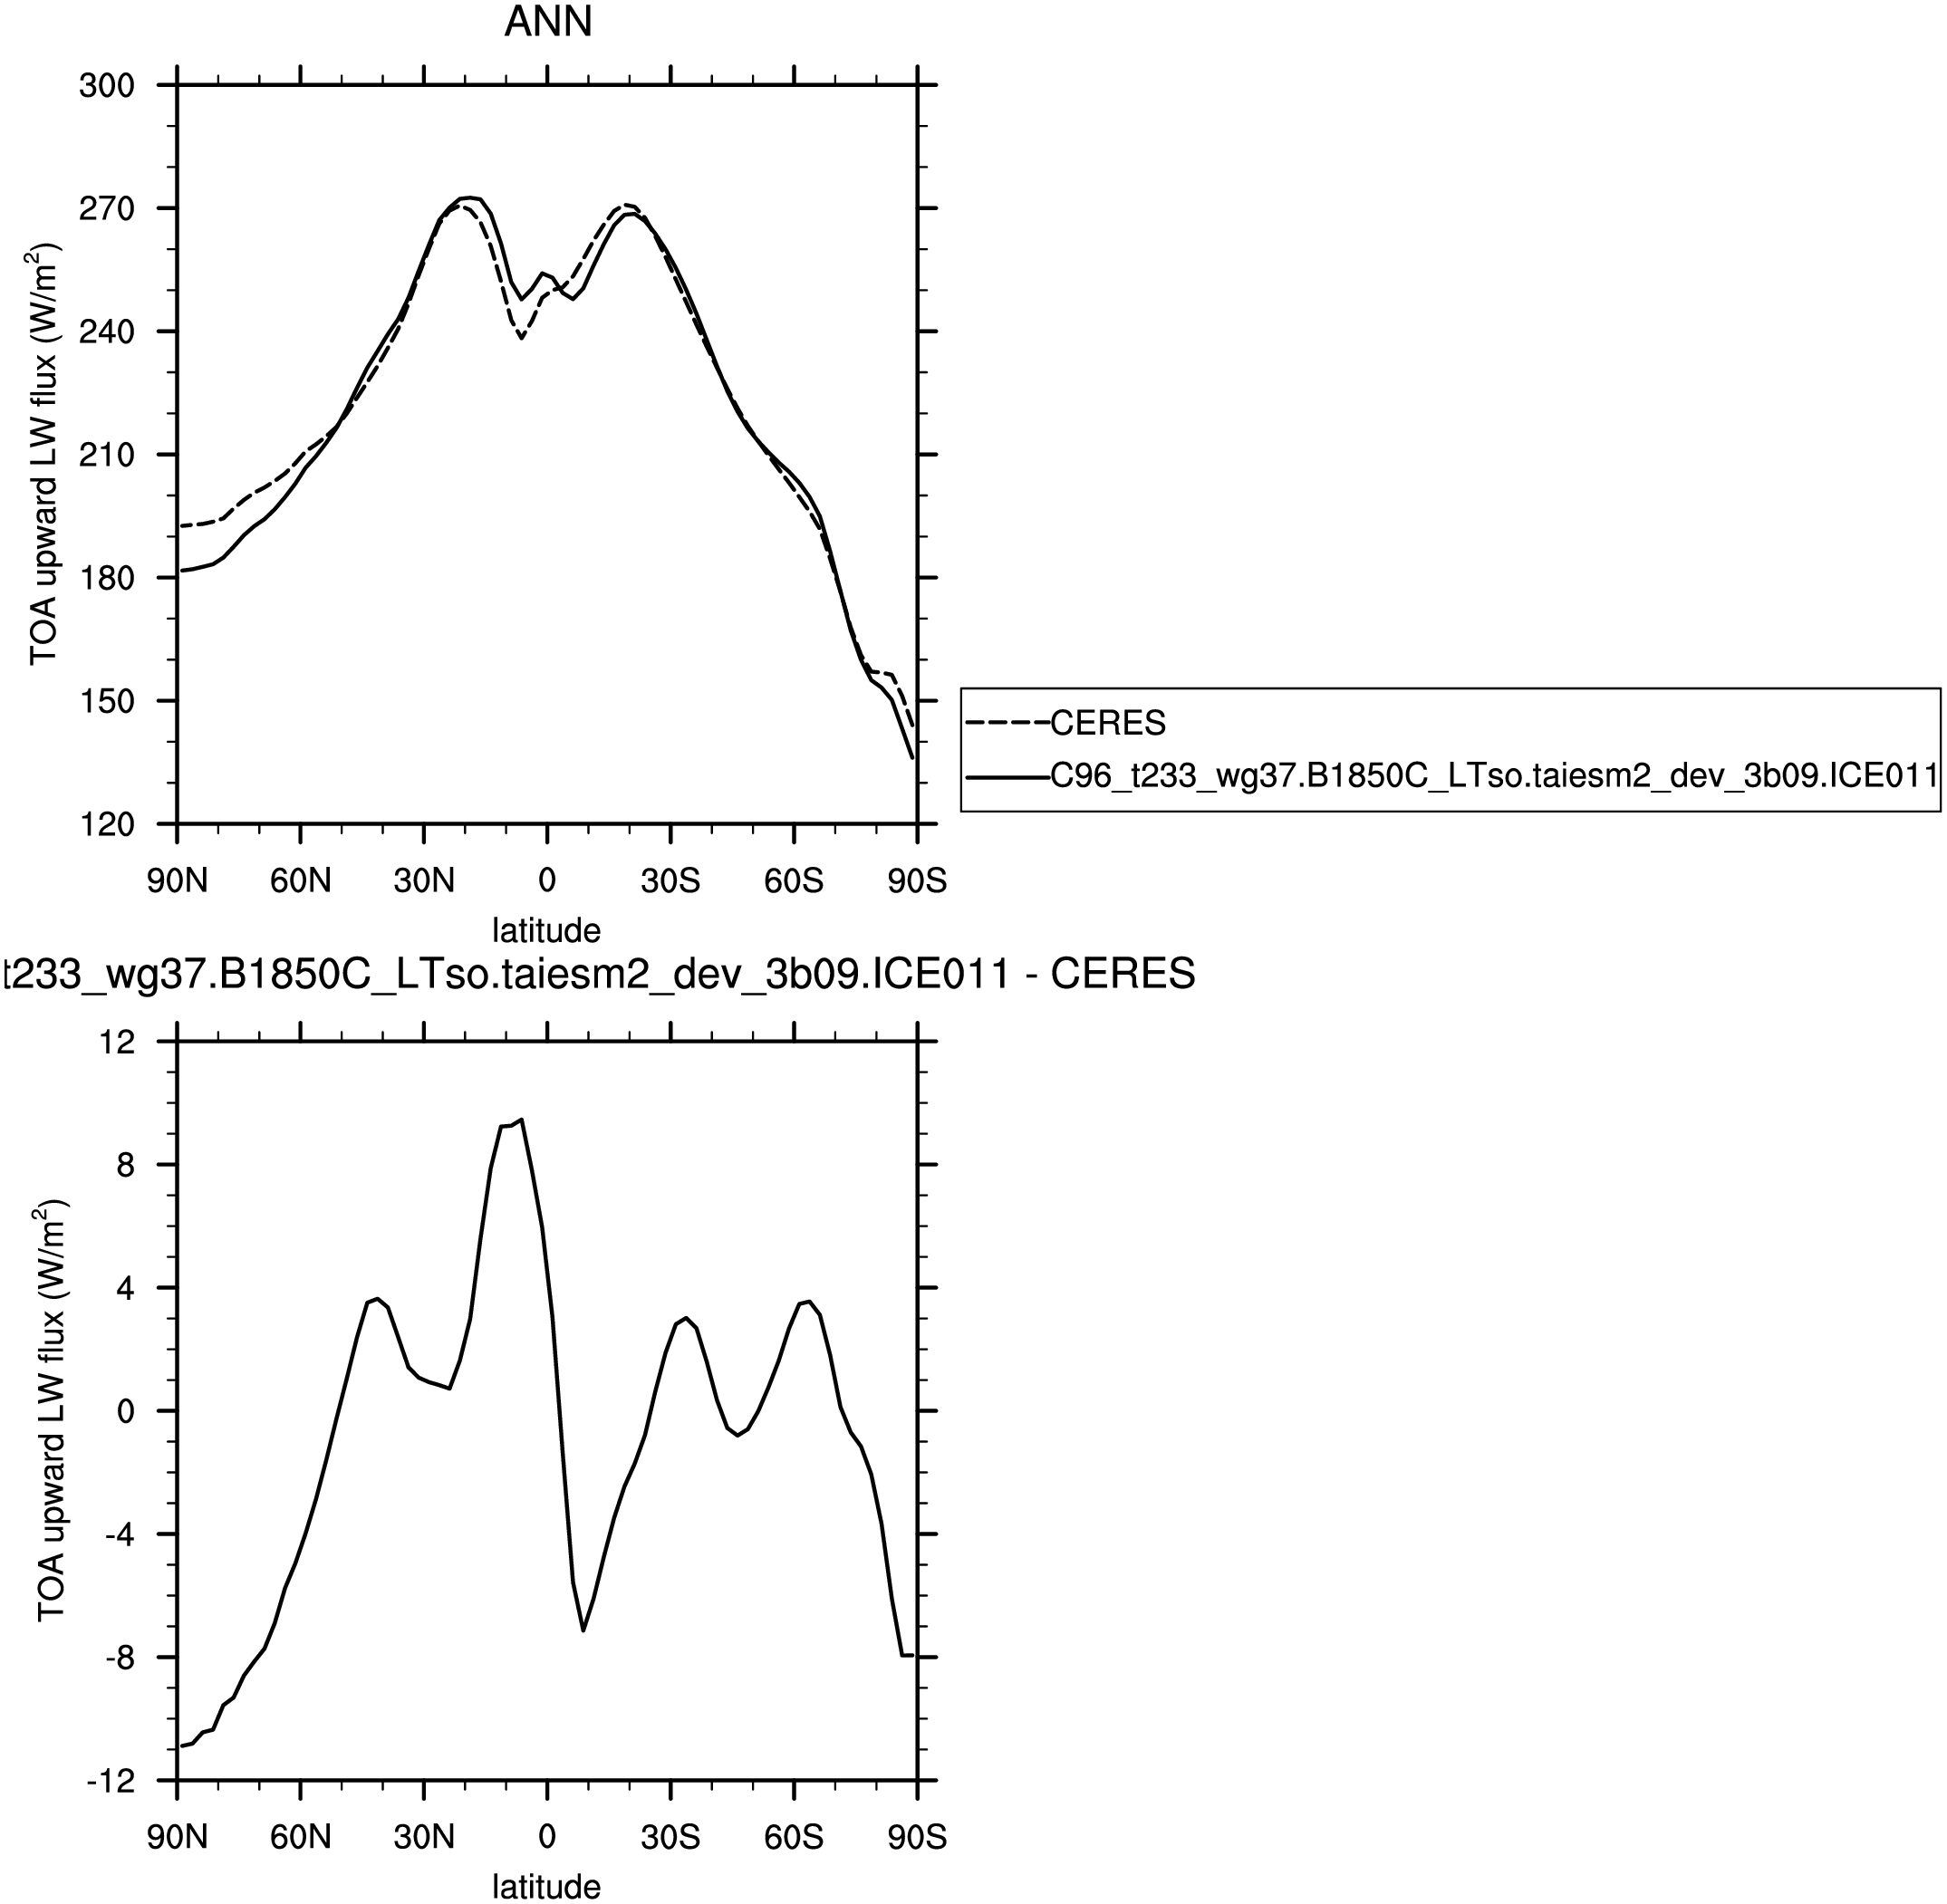 ANN
300
270
240
210
180
150
120
TOA upward LW flux (W/m²)
90N 60N 30N 0 30S 60S 90S
latitude
CERES
C96_t233_wg37.B1850C_LTso.taiesm2_dev_3b09.ICE011
t233_wg37.B1850C_LTso.taiesm2_dev_3b09.ICE011 - CERES
12
8
4
0
-4
-8
-12
TOA upward LW flux (W/m²)
90N 60N 30N 0 30S 60S 90S
latitude